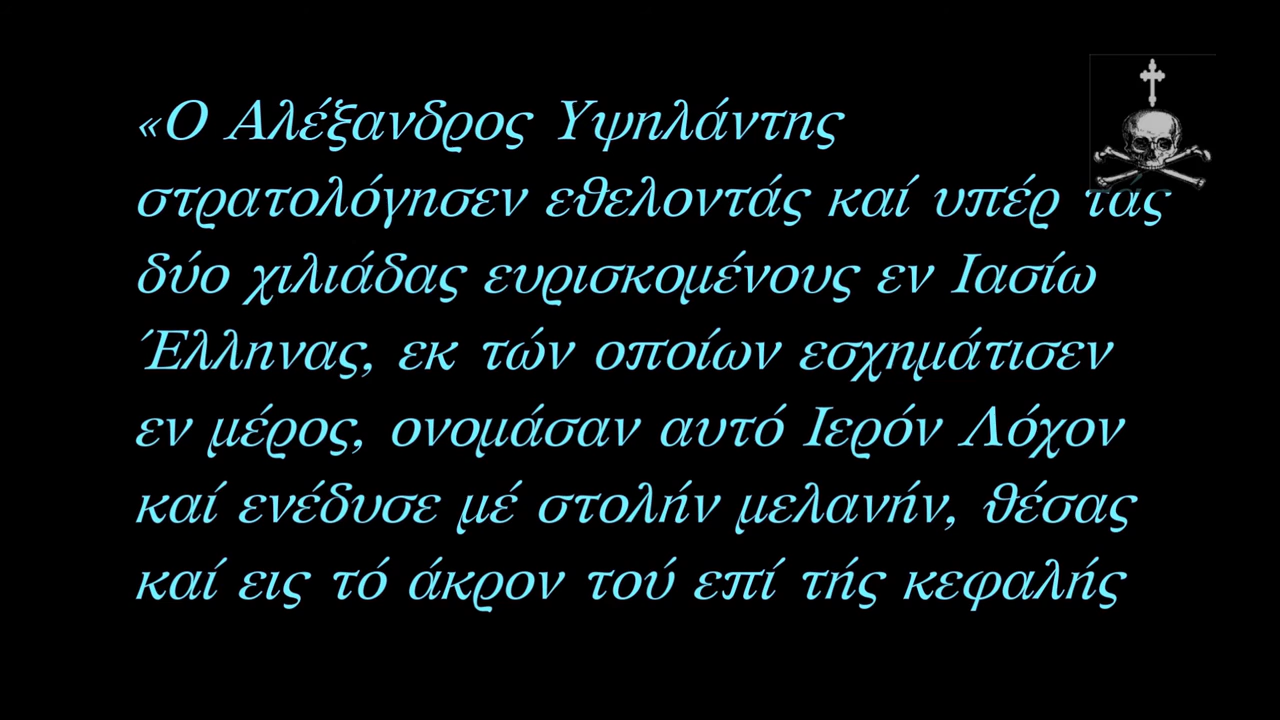 «Ο Αλέξανδρος Υψηλάντης
στρατολόγησεν εθελοντάς καί υπέρ τάς
δύο χιλιάδας ευρισκομένους εν Ιασίω
Έλληνας, εκ τών οποίων εσχημάτισεν
εν μέρος, ονομάσαν αυτό Ιερόν Λόχον
καί ενέδυσε μέ στολήν μελανήν, θέσας
καί εις τό άκρον τού επί τής κεφαλής